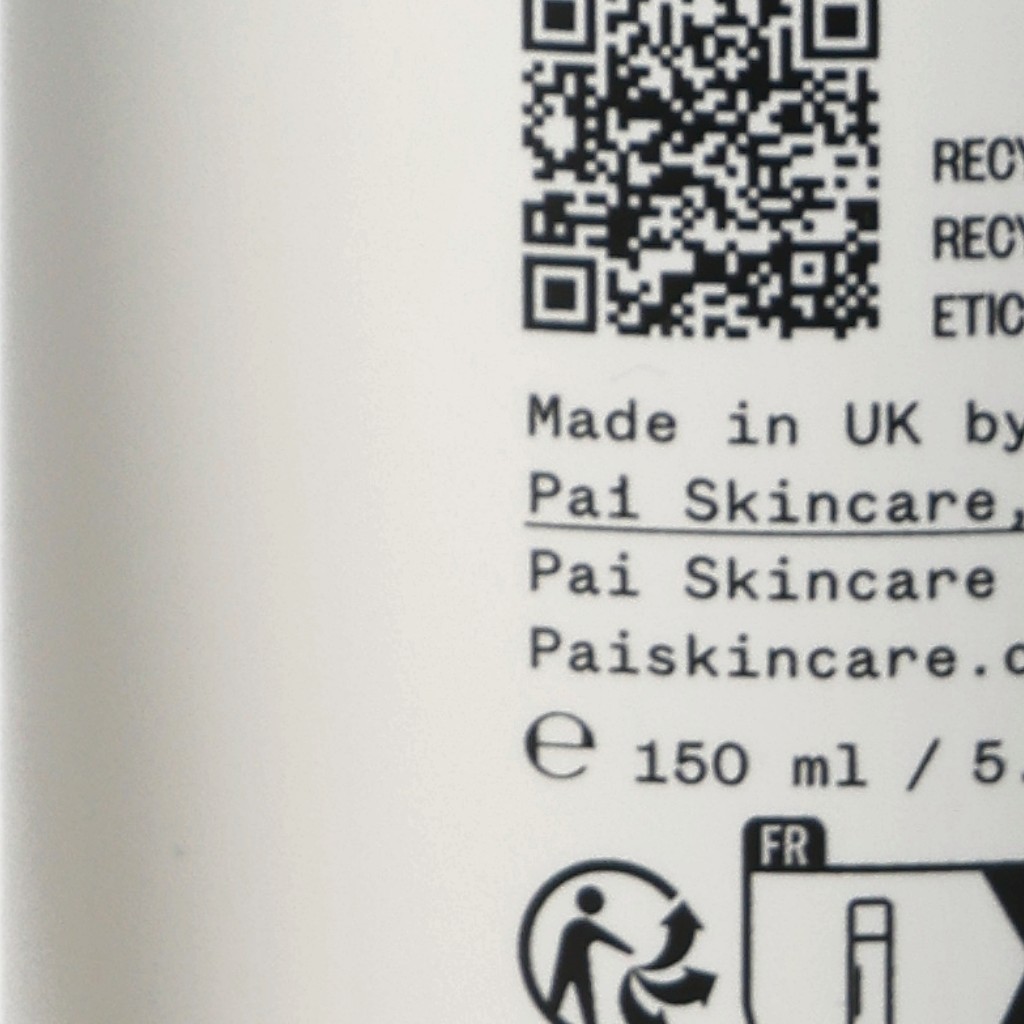 RECY
RECY
ETIC
Made in UK by
Pai Skincare,
Pai Skincare
Paiskincare.c
℮ 150 ml / 5.
FR